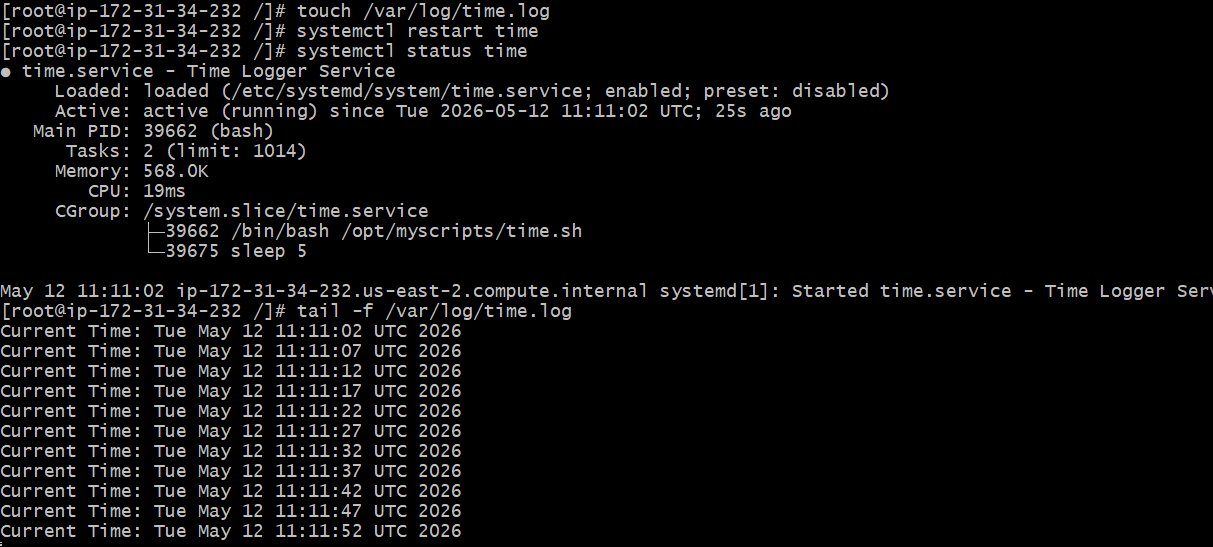 [root@ip-172-31-34-232 /]# touch /var/log/time.log
[root@ip-172-31-34-232 /]# systemctl restart time
[root@ip-172-31-34-232 /]# systemctl status time
● time.service - Time Logger Service
     Loaded: loaded (/etc/systemd/system/time.service; enabled; preset: disabled)
     Active: active (running) since Tue 2026-05-12 11:11:02 UTC; 25s ago
   Main PID: 39662 (bash)
      Tasks: 2 (limit: 1014)
     Memory: 568.0K
        CPU: 19ms
     CGroup: /system.slice/time.service
             ├─39662 /bin/bash /opt/myscripts/time.sh
             └─39675 sleep 5

May 12 11:11:02 ip-172-31-34-232.us-east-2.compute.internal systemd[1]: Started time.service - Time Logger Serv
[root@ip-172-31-34-232 /]# tail -f /var/log/time.log
Current Time: Tue May 12 11:11:02 UTC 2026
Current Time: Tue May 12 11:11:07 UTC 2026
Current Time: Tue May 12 11:11:12 UTC 2026
Current Time: Tue May 12 11:11:17 UTC 2026
Current Time: Tue May 12 11:11:22 UTC 2026
Current Time: Tue May 12 11:11:27 UTC 2026
Current Time: Tue May 12 11:11:32 UTC 2026
Current Time: Tue May 12 11:11:37 UTC 2026
Current Time: Tue May 12 11:11:42 UTC 2026
Current Time: Tue May 12 11:11:47 UTC 2026
Current Time: Tue May 12 11:11:52 UTC 2026